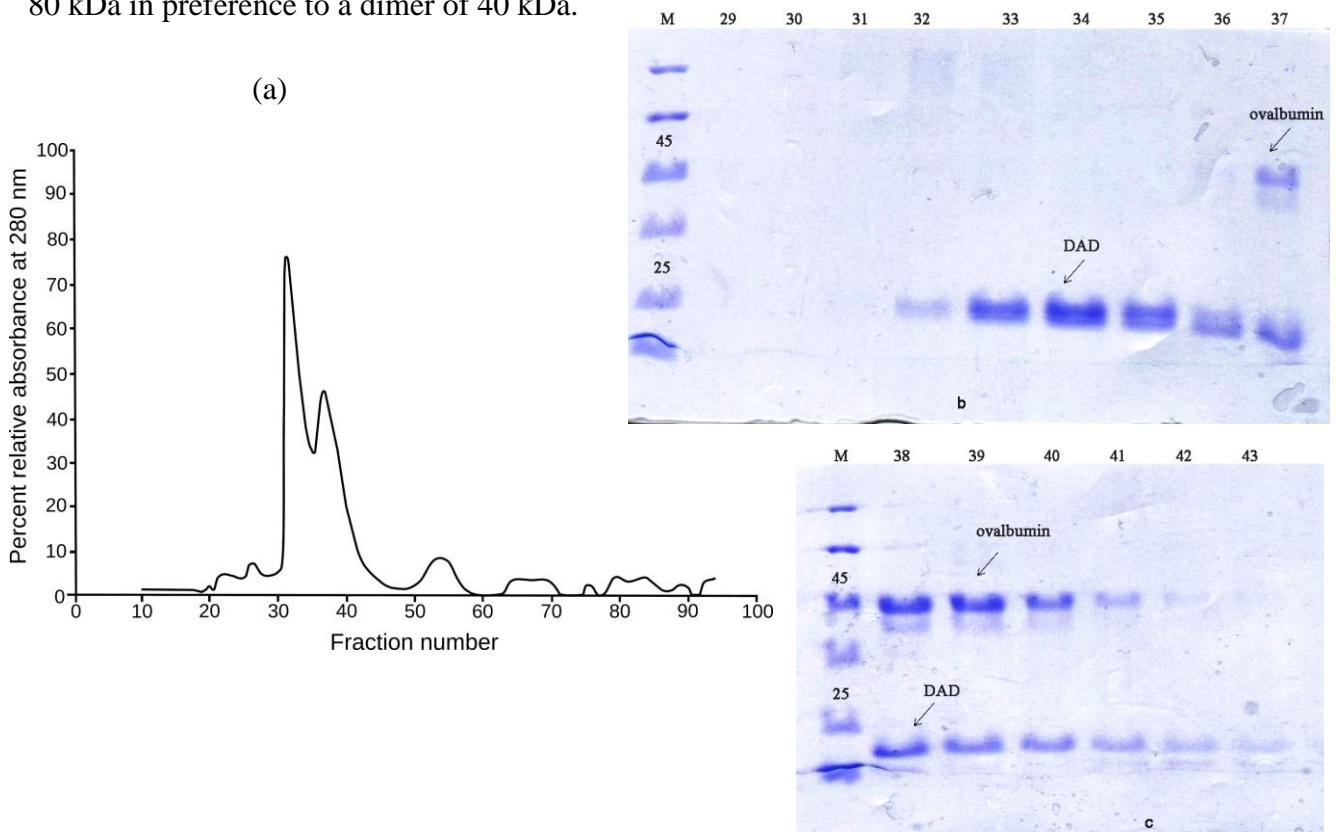 80 kDa in preference to a dimer of 40 kDa.
(a)
100
90
80
70
60
50
40
30
20
10
0
0 10 20 30 40 50 60 70 80 90 100
Percent relative absorbance at 280 nm
Fraction number
M 29 30 31 32 33 34 35 36 37
ovalbumin
45
DAD
25
b
M 38 39 40 41 42 43
ovalbumin
45
DAD
25
c